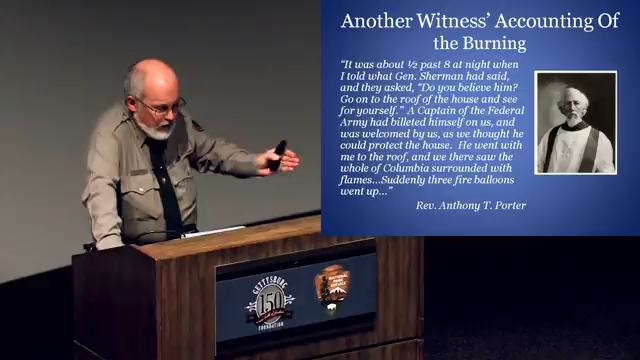 Another Witness' Accounting Of
the Burning
"It was about ½ past 8 at night when
I told what Gen. Sherman had said,
and they asked, "Do you believe him?
Go on to the roof of the house and see
for yourself." A Captain of the Federal
Army had billeted himself on us, and
was welcomed by us, as we thought he
could protect the house. He went with
me to the roof, and we there saw the
whole of Columbia surrounded with
flames...Suddenly three fire balloons
went up..."
Rev. Anthony T. Porter
GETTYSBURG
150
FOUNDATION
NATIONAL
PARK
SERVICE